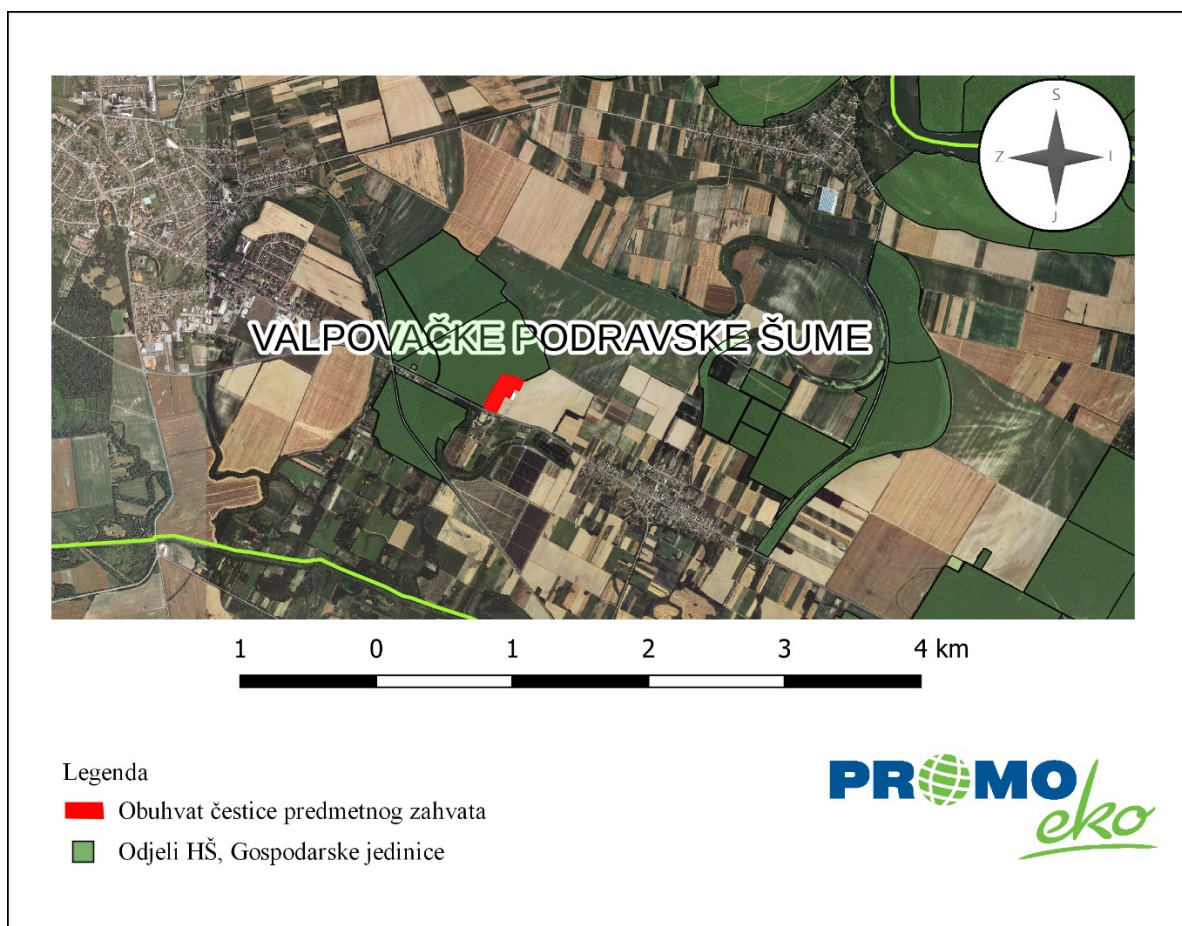 S
Z
I
J
VALPOVAČKE PODRAVSKE ŠUME
1 0 1 2 3 4 km
Legenda
Obuhvat čestice predmetnog zahvata
Odjeli HŠ, Gospodarske jedinice
PROMO
eko